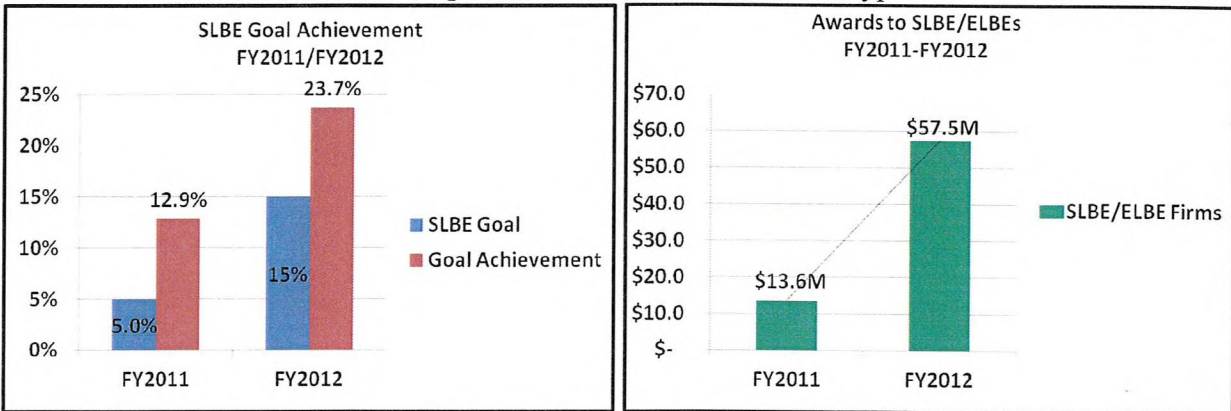 SLBE Goal Achievement
FY2011/FY2012
25%
20%
15%
10%
5%
0%
5.0%
12.9%
15%
23.7%
FY2011
FY2012
SLBE Goal
Goal Achievement
Awards to SLBE/ELBEs
FY2011-FY2012
$70.0
$60.0
$50.0
$40.0
$30.0
$20.0
$10.0
$-
$13.6M
$57.5M
FY2011
FY2012
SLBE/ELBE Firms